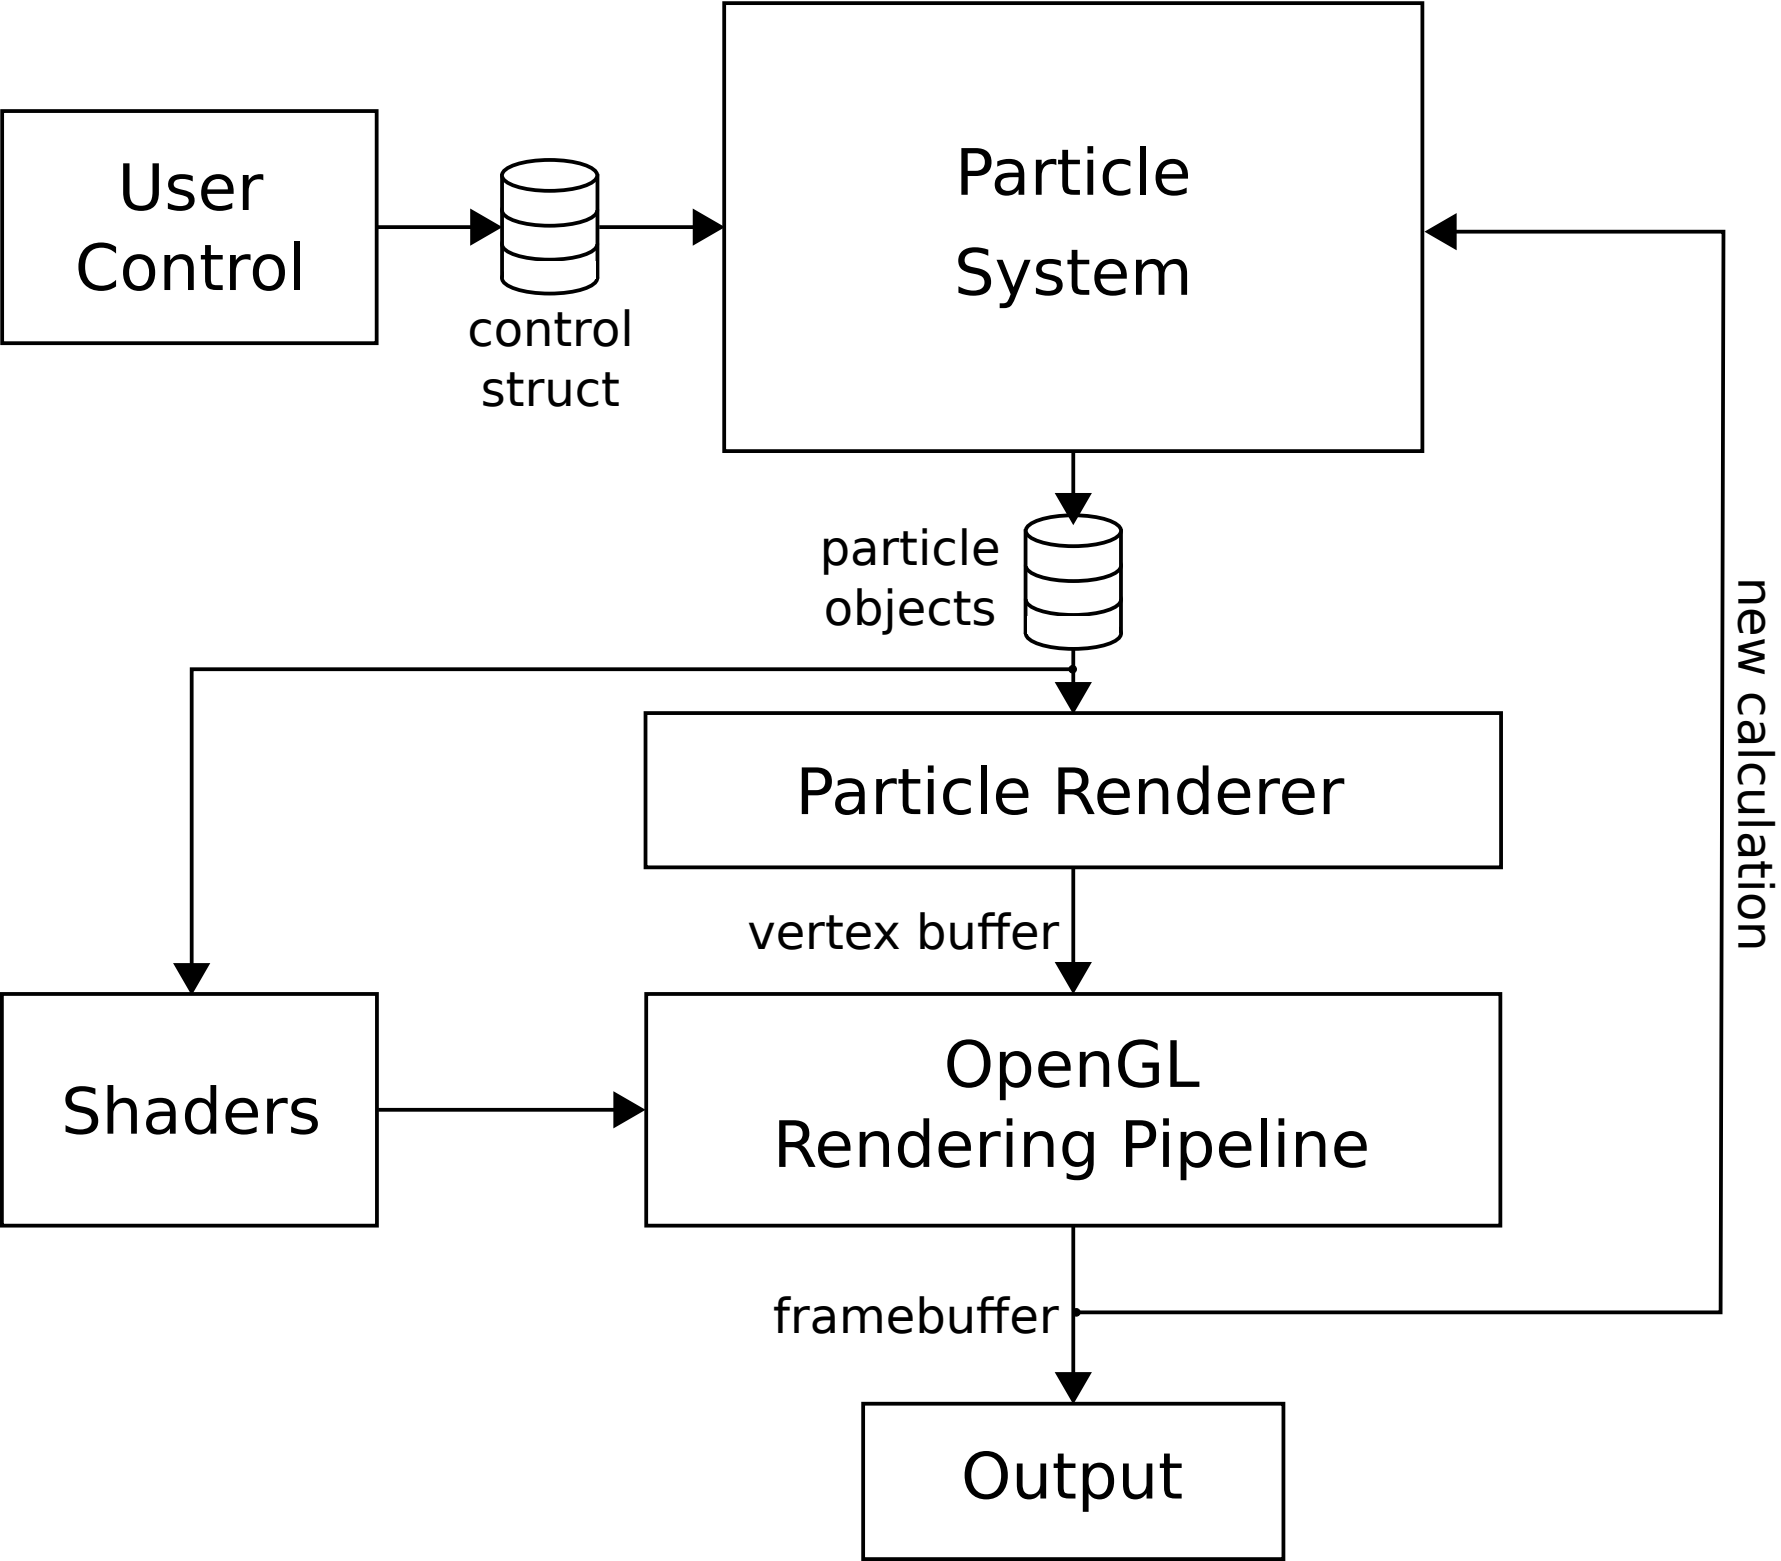 User
Control
control
struct
Particle
System
particle
objects
new calculation
Particle Renderer
vertex buffer
Shaders
OpenGL
Rendering Pipeline
framebuffer
Output